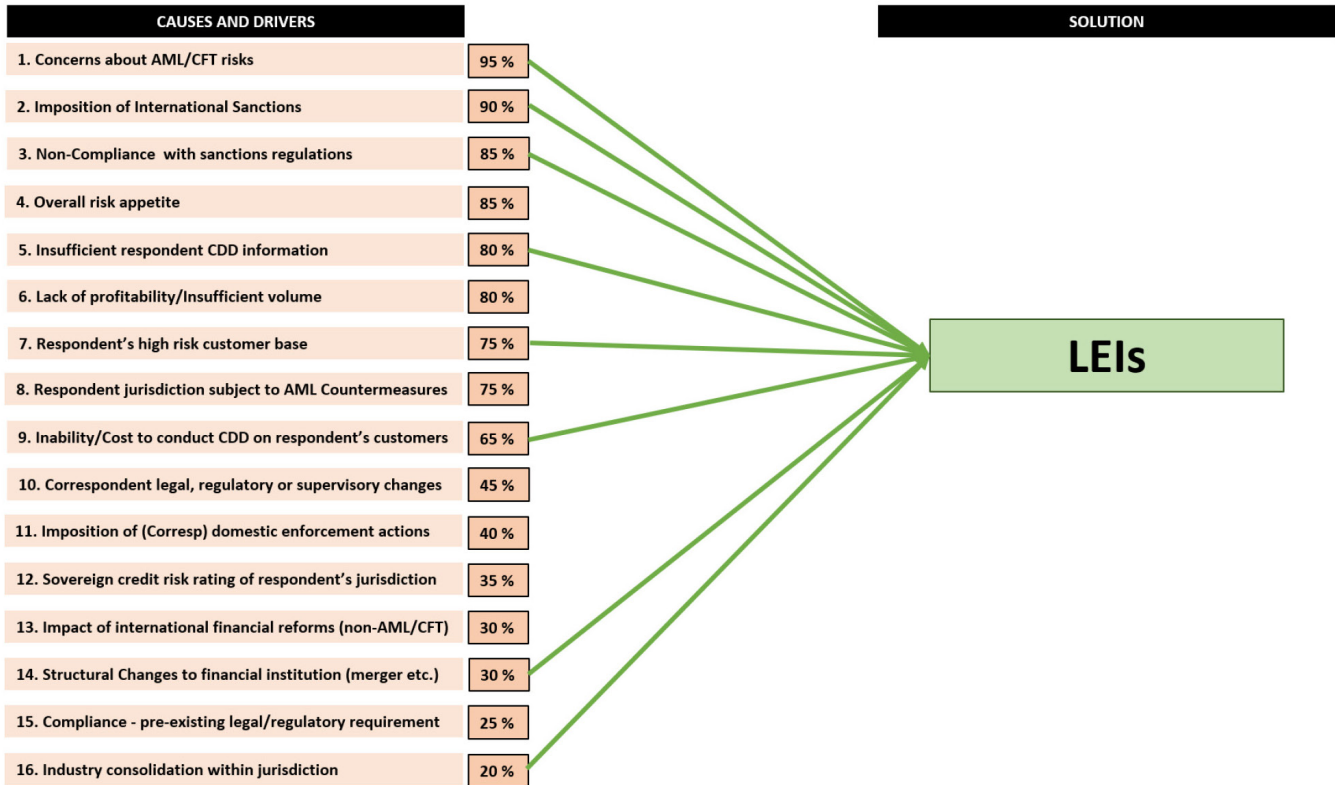 CAUSES AND DRIVERS
SOLUTION
1. Concerns about AML/CFT risks 95 %
2. Imposition of International Sanctions 90 %
3. Non-Compliance with sanctions regulations 85 %
4. Overall risk appetite 85 %
5. Insufficient respondent CDD information 80 %
6. Lack of profitability/Insufficient volume 80 %
7. Respondent's high risk customer base 75 %
8. Respondent jurisdiction subject to AML Countermeasures 75 %
9. Inability/Cost to conduct CDD on respondent's customers 65 %
10. Correspondent legal, regulatory or supervisory changes 45 %
11. Imposition of (Corresp) domestic enforcement actions 40 %
12. Sovereign credit risk rating of respondent's jurisdiction 35 %
13. Impact of international financial reforms (non-AML/CFT) 30 %
14. Structural Changes to financial institution (merger etc.) 30 %
15. Compliance - pre-existing legal/regulatory requirement 25 %
16. Industry consolidation within jurisdiction 20 %
LEIs